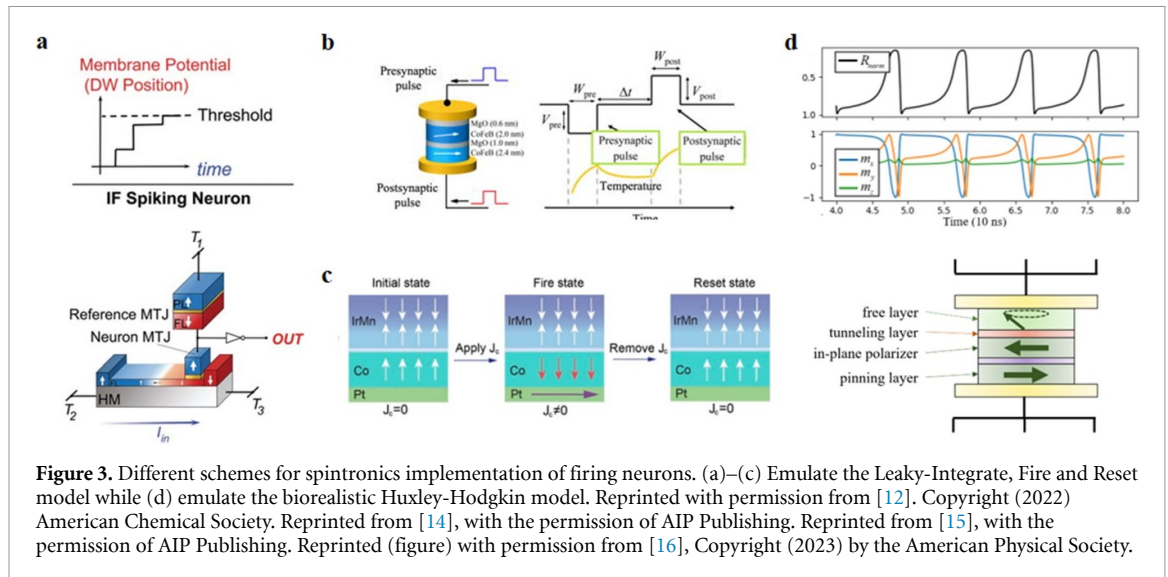 a
Membrane Potential
(DW Position)
Threshold
time
IF Spiking Neuron
T1
PL
FL
Reference MTJ
Neuron MTJ
OUT
HM
T2
T3
Iin
b
Presynaptic
pulse
MgO (0.6 nm)
CoFeB (2.0 nm)
MgO (1.0 nm)
CoFeB (2.4 nm)
Postsynaptic
pulse
Wpost
Wpre
Δt
Vpost
Vpre
Presynaptic
pulse
Postsynaptic
pulse
Temperature
Time
c
Initial state
Fire state
Reset state
IrMn
IrMn
IrMn
Apply Jc
Remove Jc
Co
Co
Co
Pt
Pt
Pt
Jc=0
Jc≠0
Jc=0
d
0.5
Rnorm
1.0
1
0
−1
mx
my
mz
4.0 4.5 5.0 5.5 6.0 6.5 7.0 7.5 8.0
Time (10 ns)
free layer
tunneling layer
in-plane polarizer
pinning layer
Figure 3. Different schemes for spintronics implementation of firing neurons. (a)–(c) Emulate the Leaky-Integrate, Fire and Reset
model while (d) emulate the biorealistic Huxley-Hodgkin model. Reprinted with permission from [12]. Copyright (2022)
American Chemical Society. Reprinted from [14], with the permission of AIP Publishing. Reprinted from [15], with the
permission of AIP Publishing. Reprinted (figure) with permission from [16], Copyright (2023) by the American Physical Society.